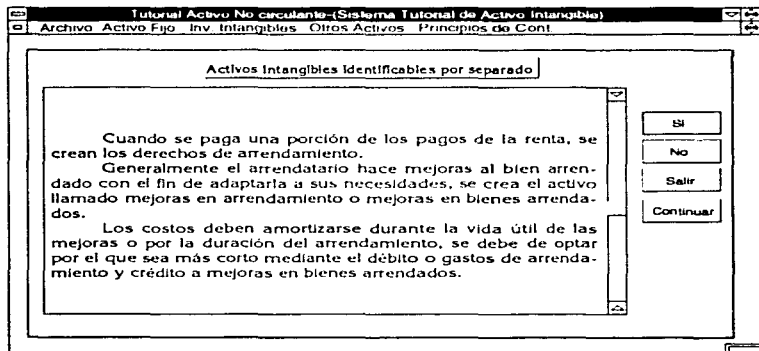 Tutorial Activo No circulante-(Sistema Tutorial de Activo Intangible)
Archivo Activo Fijo Inv. Intangibles Otros Activos Principios de Cont.
Activos Intangibles Identificables por separado
Cuando se paga una porción de los pagos de la renta, se
crean los derechos de arrendamiento.
Generalmente el arrendatario hace mejoras al bien arren-
dado con el fin de adaptarla a sus necesidades, se crea el activo
llamado mejoras en arrendamiento o mejoras en bienes arrenda-
dos.
Los costos deben amortizarse durante la vida útil de las
mejoras o por la duración del arrendamiento, se debe de optar
por el que sea más corto mediante el débito o gastos de arrenda-
miento y crédito a mejoras en bienes arrendados.
Si
No
Salir
Continuar